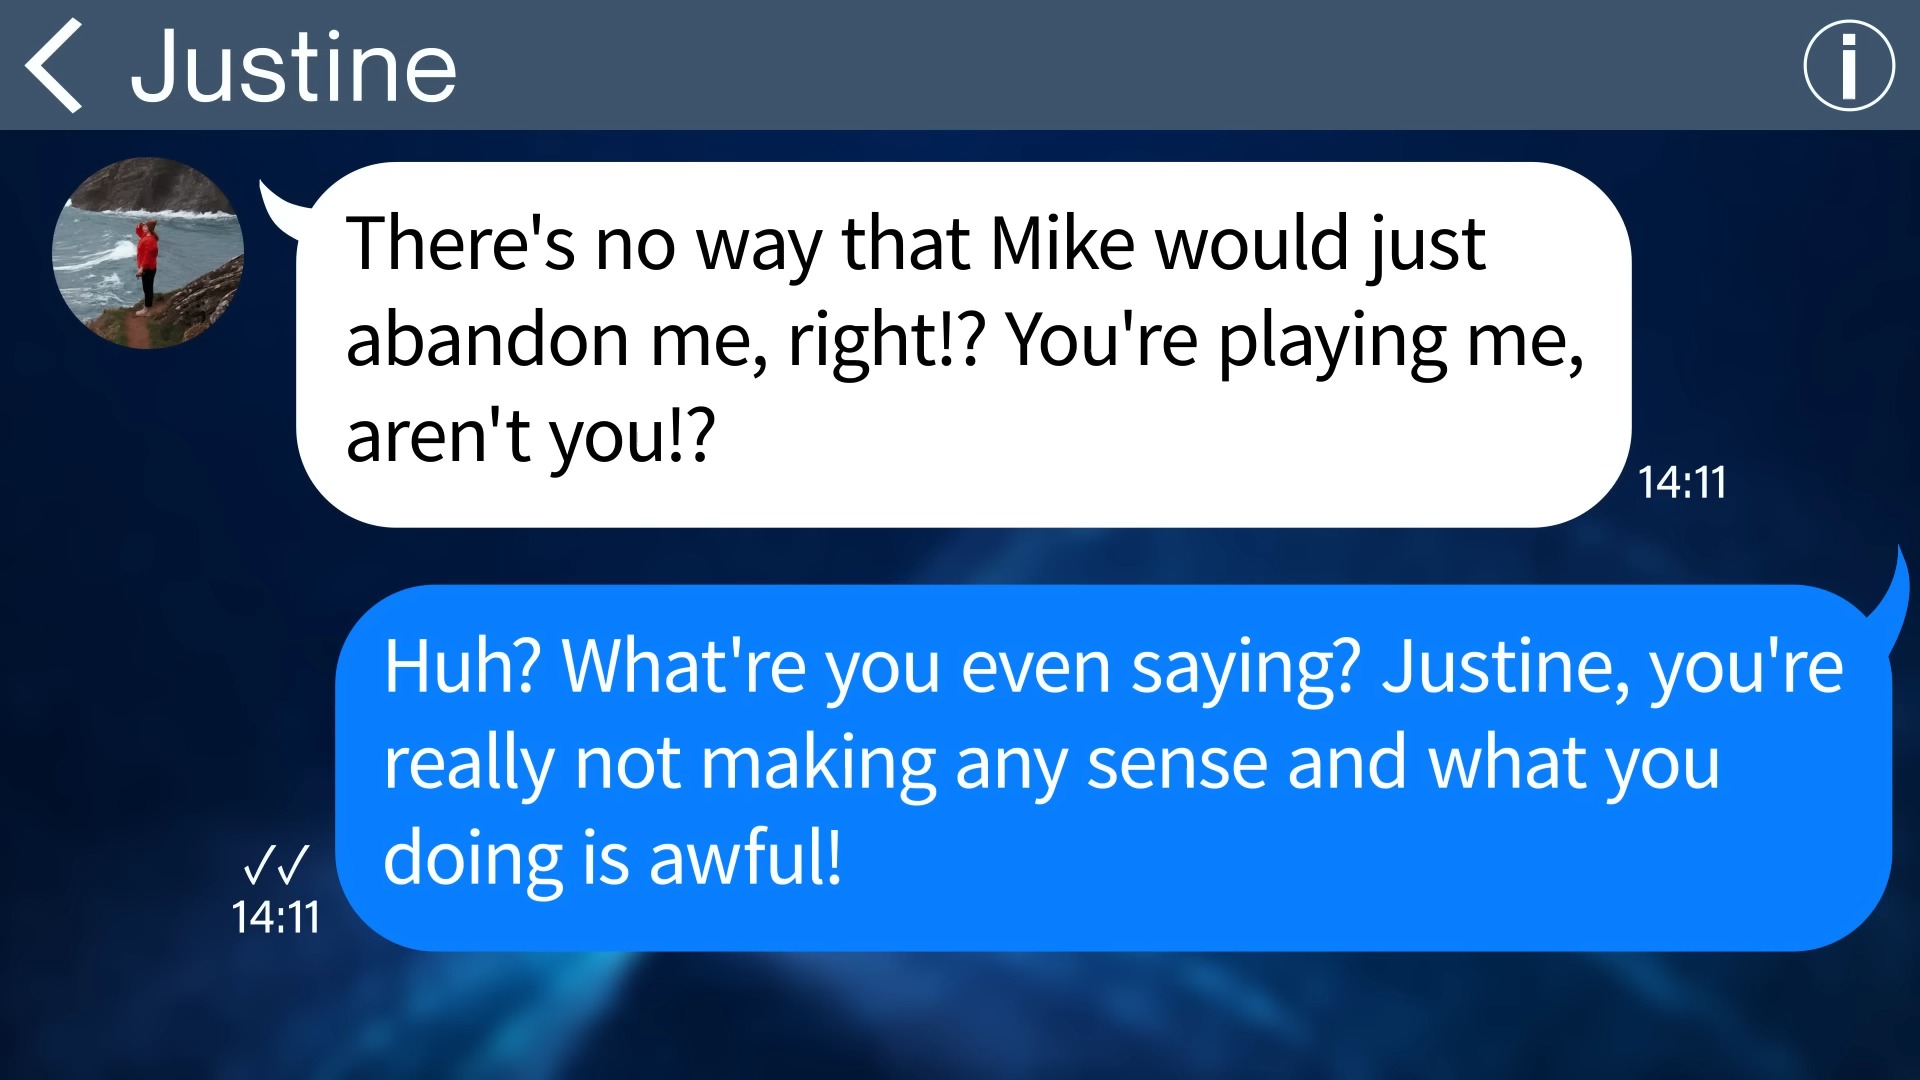 Justine
There's no way that Mike would just
abandon me, right!? You're playing me,
aren't you!?
14:11
Huh? What're you even saying? Justine, you're
really not making any sense and what you
doing is awful!
✓✓
14:11